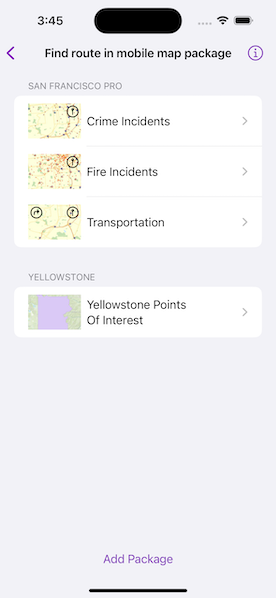 3:45
Find route in mobile map package
SAN FRANCISCO PRO
Crime Incidents
Fire Incidents
Transportation
YELLOWSTONE
Yellowstone Points
Of Interest
Add Package